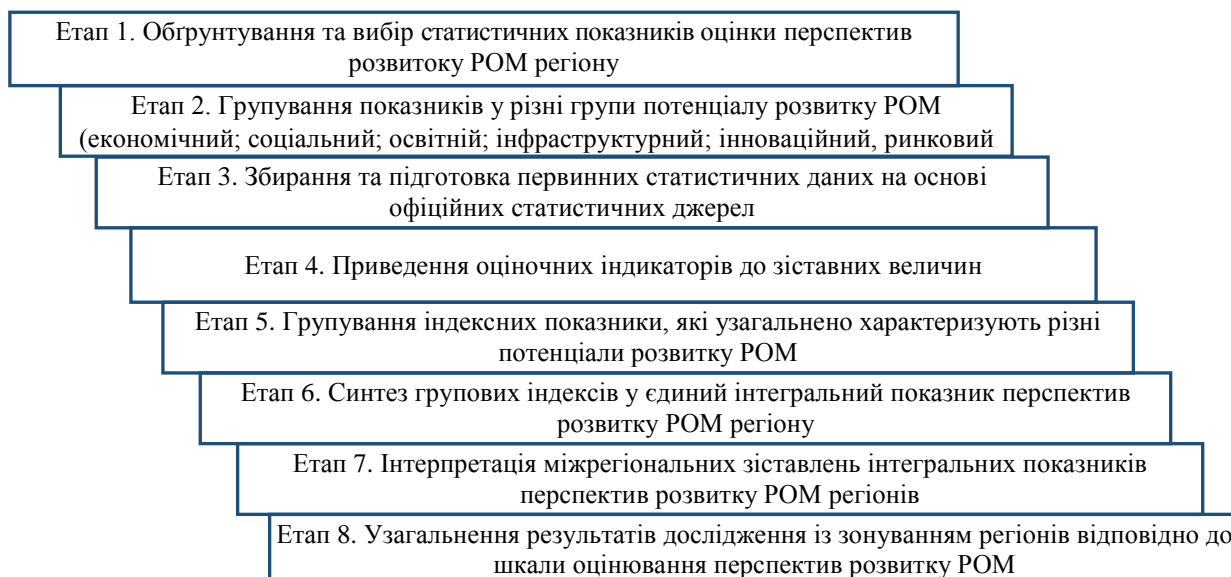 Етап 1. Обґрунтування та вибір статистичних показників оцінки перспектив
розвитоку РОМ регіону
Етап 2. Групування показників у різні групи потенціалу розвитку РОМ
(економічний; соціальний; освітній; інфраструктурний; інноваційний, ринковий
Етап 3. Збирання та підготовка первинних статистичних даних на основі
офіційних статистичних джерел
Етап 4. Приведення оціночних індикаторів до зіставних величин
Етап 5. Групування індексних показники, які узагальнено характеризують різні
потенціали розвитку РОМ
Етап 6. Синтез групових індексів у єдиний інтегральний показник перспектив
розвитку РОМ регіону
Етап 7. Інтерпретація міжрегіональних зіставлень інтегральних показників
перспектив розвитку РОМ регіонів
Етап 8. Узагальнення результатів дослідження із зонуванням регіонів відповідно до
шкали оцінювання перспектив розвитку РОМ